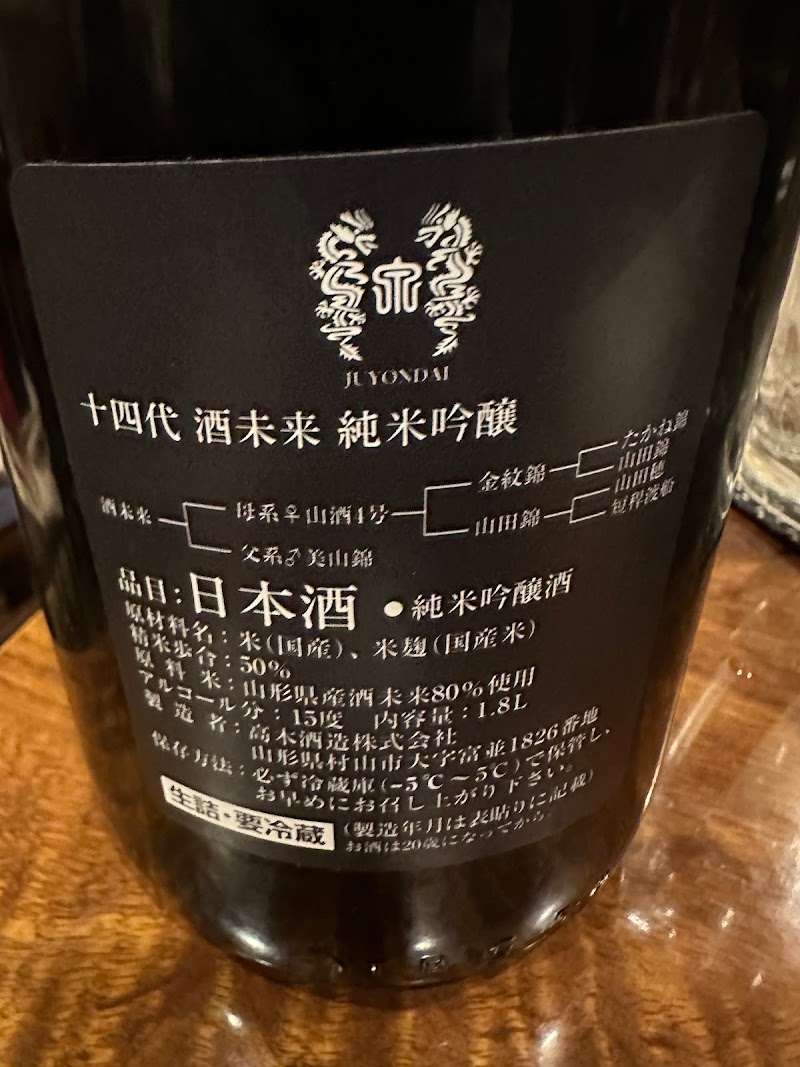 JUYONDAI
十四代 酒未来 純米吟醸
たかね錦
金紋錦
山田錦
酒未来
母系♀山酒4号
山田穂
山田錦
短稈渡船
父系♂美山錦
品目:日本酒 ●純米吟醸酒
原材料名:米(国産)、米麹(国産米)
精米歩合:50%
原料米:山形県産酒未来80%使用
アルコール分:15度 内容量:1.8L
製造者:高木酒造株式会社
山形県村山市大字富並1826番地
保存方法:必ず冷蔵庫(-5℃~5℃)で保管し、
お早めにお召し上がり下さい。
生詰・要冷蔵
(製造年月は表貼りに記載)
お酒は20歳になってから。